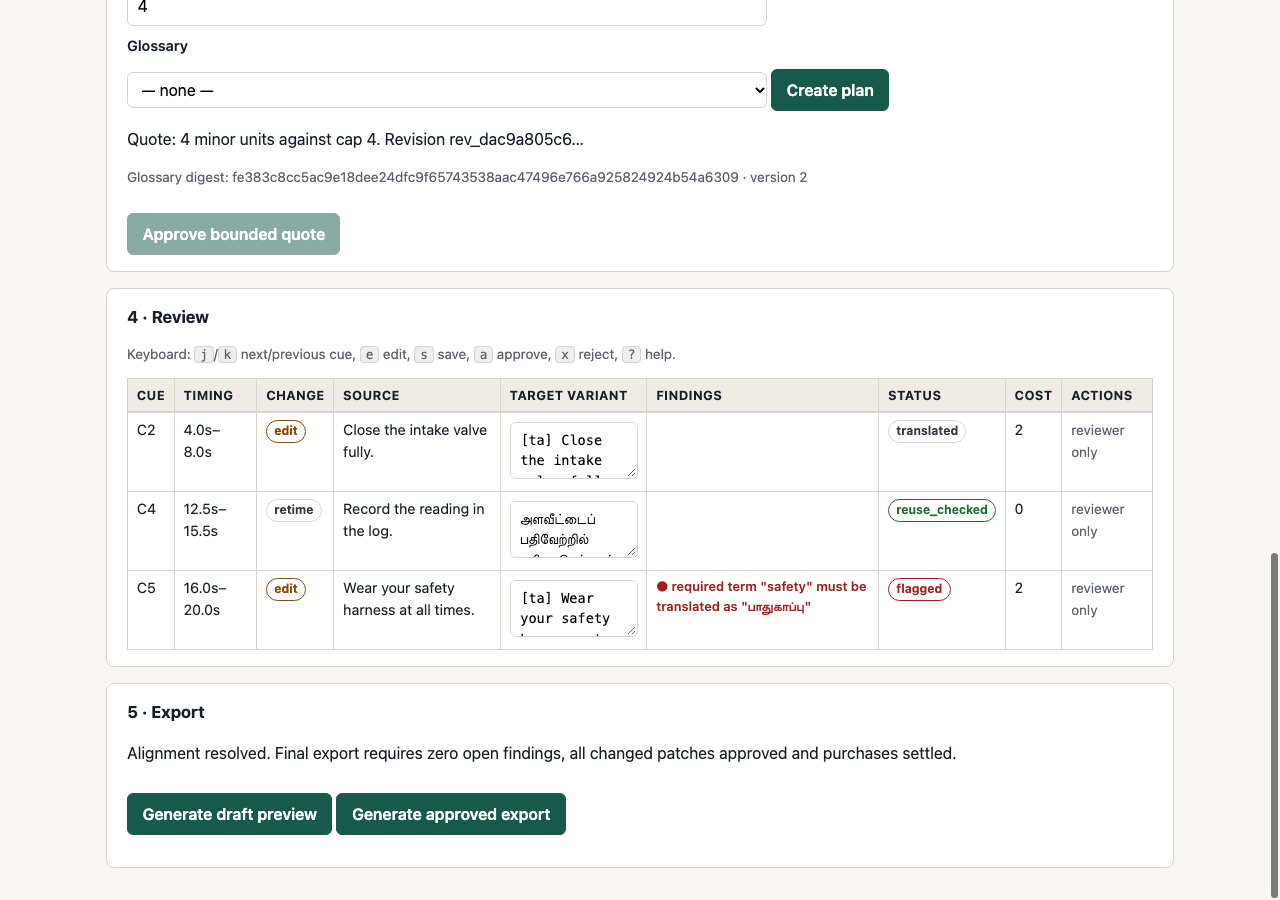 4
Glossary
— none —
Create plan
Quote: 4 minor units against cap 4. Revision rev_dac9a805c6...
Glossary digest: fe383c8cc5ac9e18dee24dfc9f65743538aac47496e766a925824924b54a6309 · version 2
Approve bounded quote
4 · Review
Keyboard: j/k next/previous cue, e edit, s save, a approve, x reject, ? help.
CUE TIMING CHANGE SOURCE TARGET VARIANT FINDINGS STATUS COST ACTIONS
C2
4.0s–
8.0s
edit
Close the intake valve
fully.
[ta] Close
the intake
translated
2
reviewer
only
C4
12.5s–
15.5s
retime
Record the reading in
the log.
அளவீட்டைப்
பதிவேற்றில்
reuse_checked
0
reviewer
only
C5
16.0s–
20.0s
edit
Wear your safety
harness at all times.
[ta] Wear
your safety
required term "safety" must be
translated as "பாதுகாப்பு"
flagged
2
reviewer
only
5 · Export
Alignment resolved. Final export requires zero open findings, all changed patches approved and purchases settled.
Generate draft preview
Generate approved export